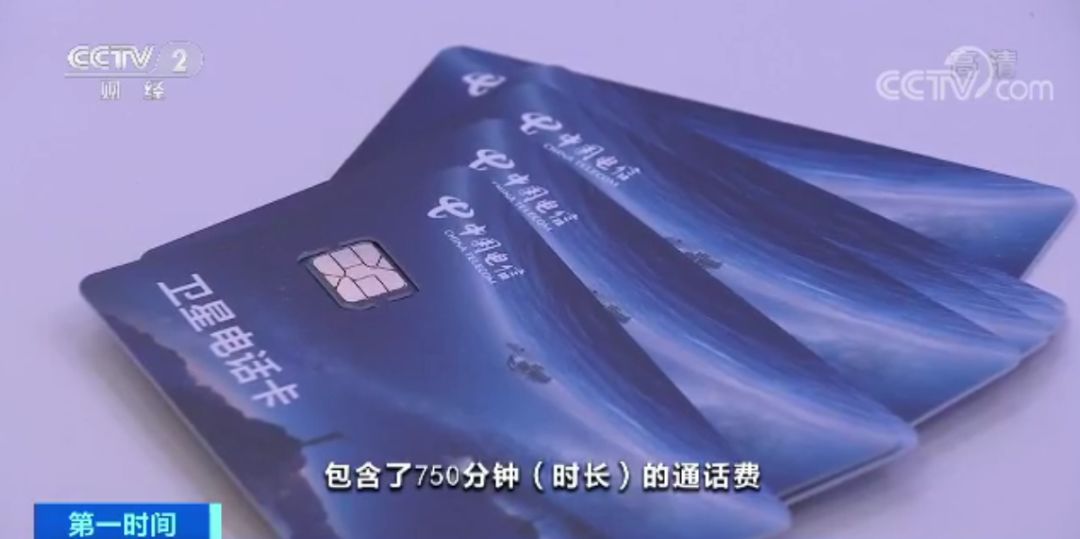 CCTV 2
财经
高清
CCTV.com
中国电信
CHINA TELECOM
中国电信
CHINA TELECOM
中国电信
CHINA TELECOM
卫星电话卡
包含了750分钟（时长）的通话费
第一时间